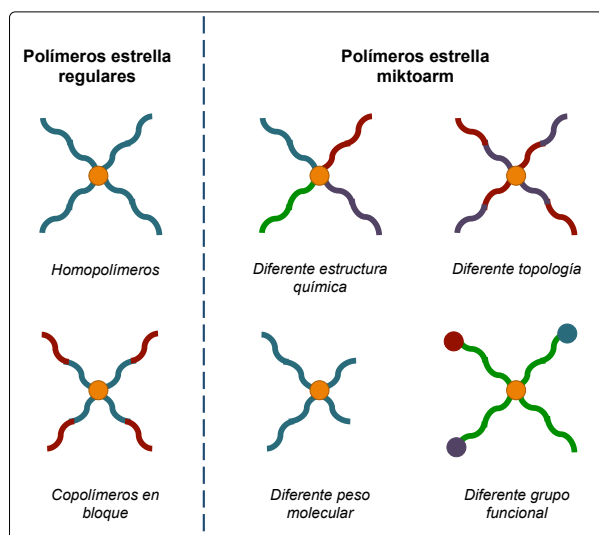 Polímeros estrella
regulares
Polímeros estrella
miktoarm
Homopolímeros
Diferente estructura
química
Diferente topología
Copolímeros en
bloque
Diferente peso
molecular
Diferente grupo
funcional